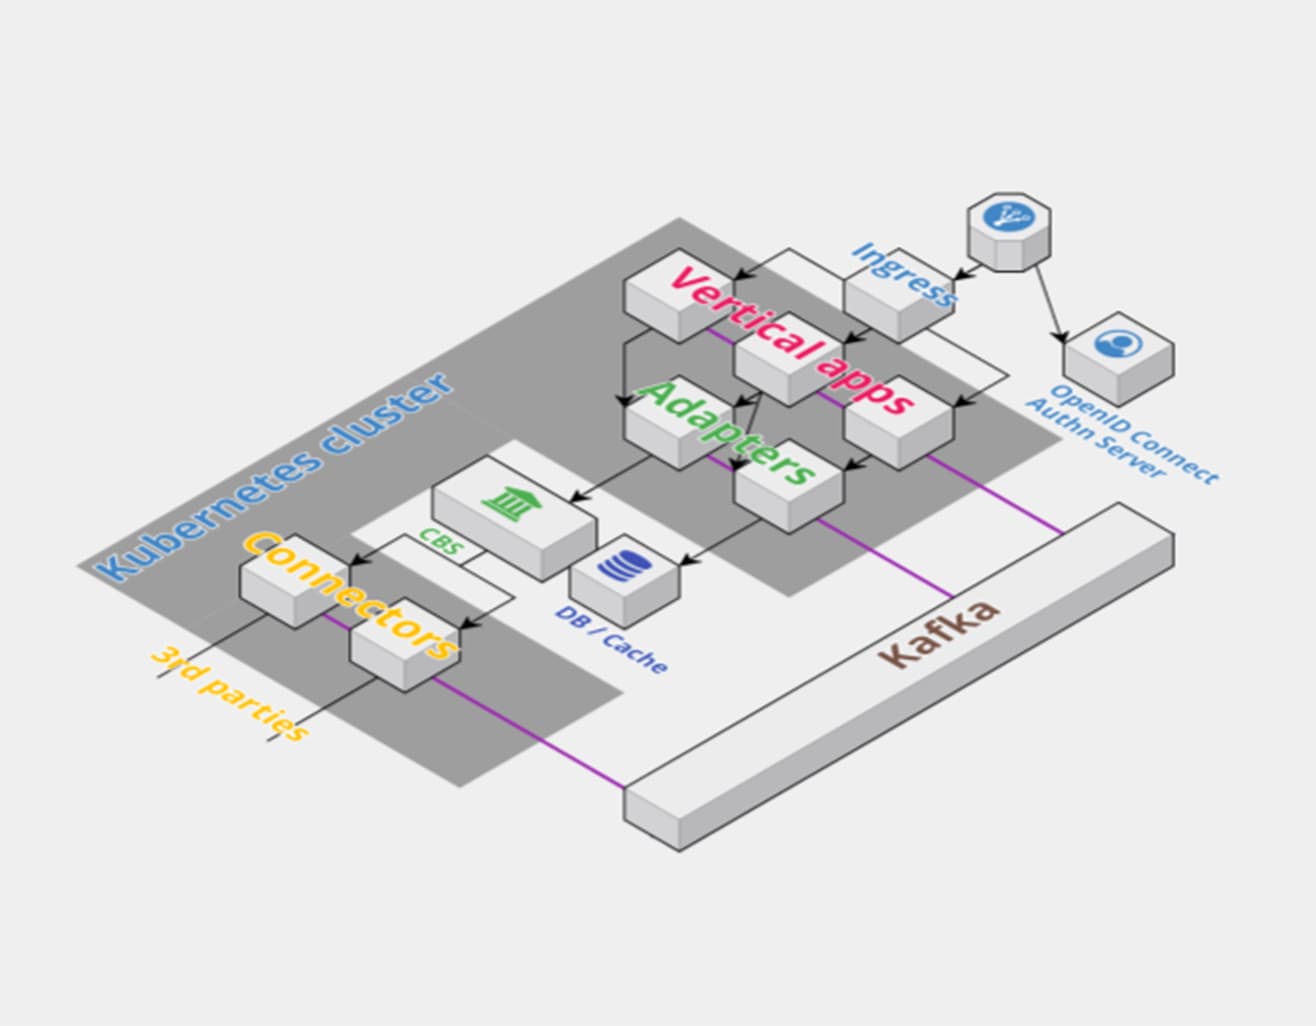 Ingress
Vertical apps
OpenID Connect
Authn Server
Adapters
Kubernetes cluster
CBS
Connectors
DB / Cache
Kafka
3rd parties